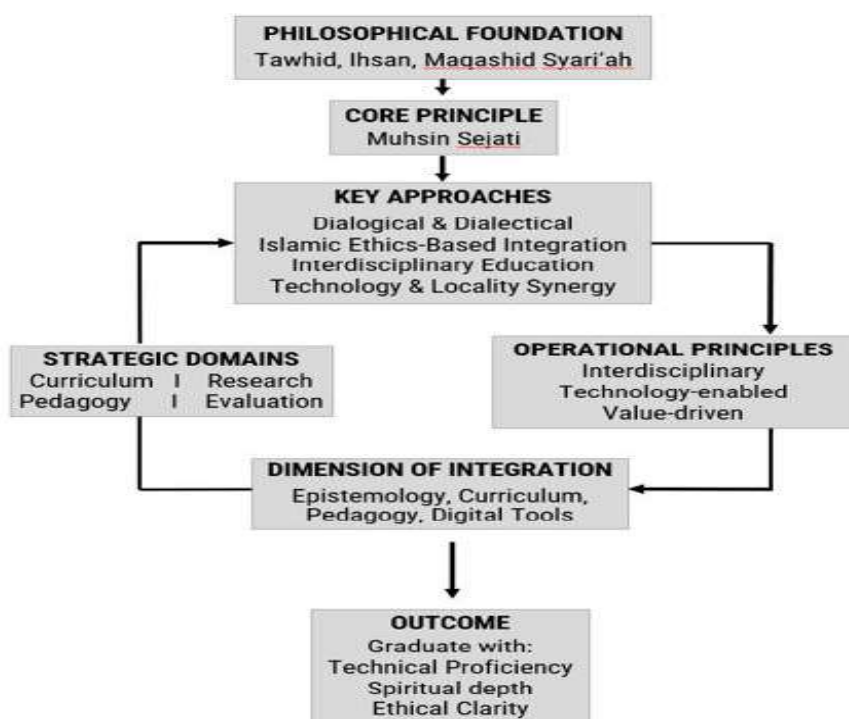 PHILOSOPHICAL FOUNDATION
Tawhid, Ihsan, Maqashid Syari'ah
CORE PRINCIPLE
Muhsin Sejati
KEY APPROACHES
Dialogical & Dialectical
Islamic Ethics-Based Integration
Interdisciplinary Education
Technology & Locality Synergy
STRATEGIC DOMAINS
Curriculum I Research
Pedagogy I Evaluation
OPERATIONAL PRINCIPLES
Interdisciplinary
Technology-enabled
Value-driven
DIMENSION OF INTEGRATION
Epistemology, Curriculum,
Pedagogy, Digital Tools
OUTCOME
Graduate with:
Technical Proficiency
Spiritual depth
Ethical Clarity